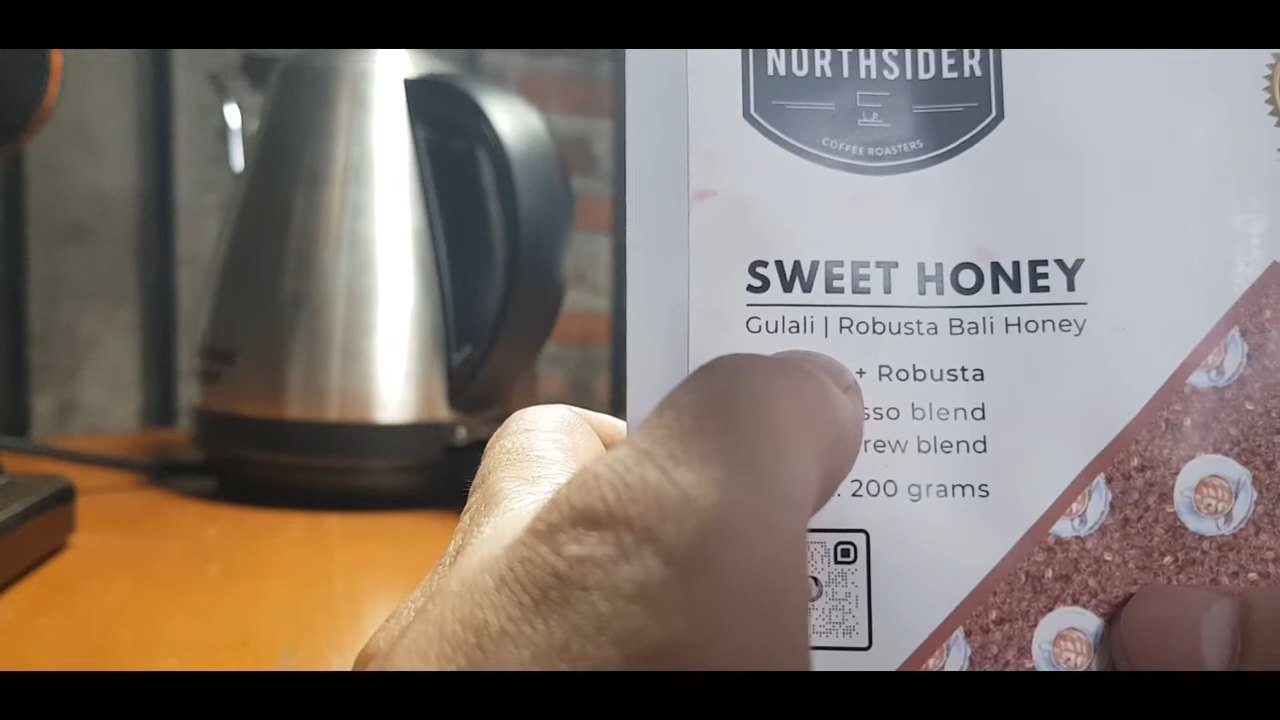 NORTHSIDER
COFFEE ROASTERS
SWEET HONEY
Gulali | Robusta Bali Honey
+ Robusta
sso blend
rew blend
. 200 grams